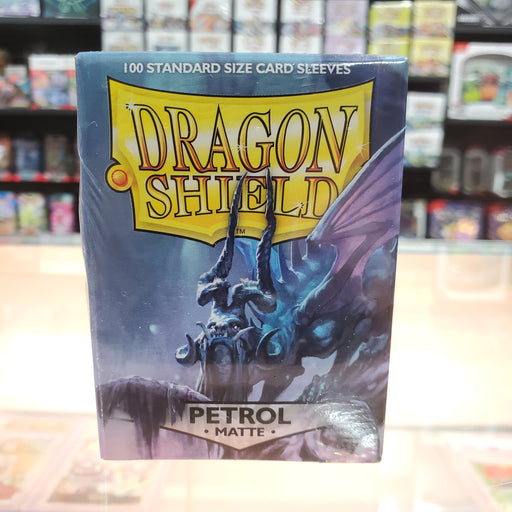 100 STANDARD SIZE CARD SLEEVES
DRAGON
SHIELD
TM
PETROL
• MATTE •